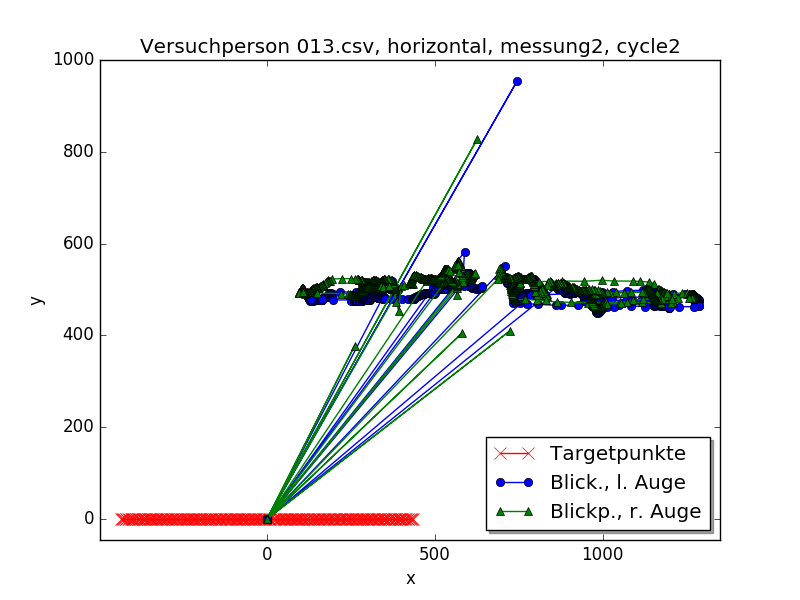 Versuchperson 013.csv, horizontal, messung2, cycle2
1000
800
600
400
200
0
y
0 500 1000
x
Targetpunkte
Blick., l. Auge
Blickp., r. Auge